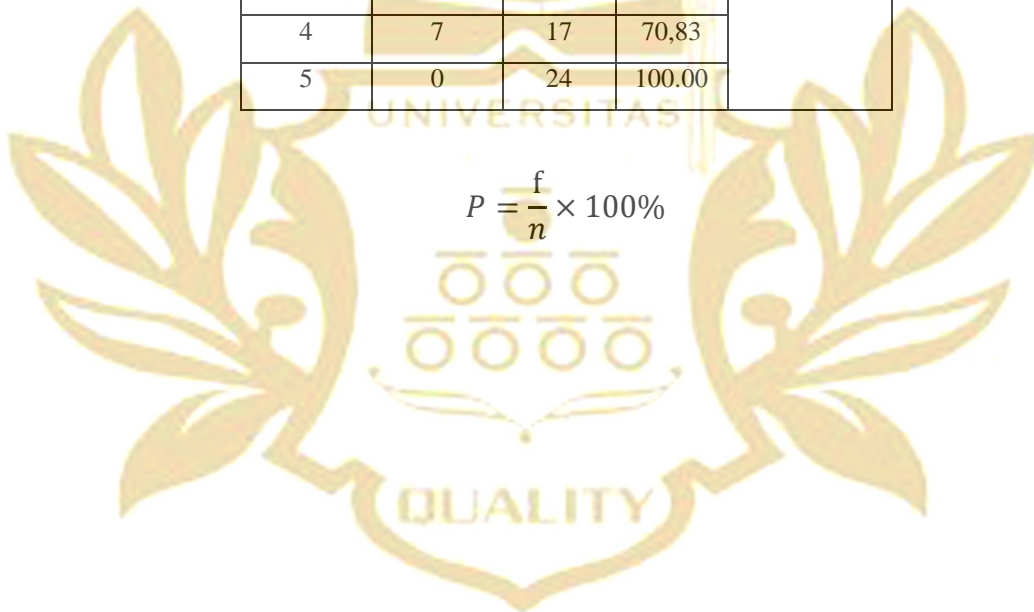 4 7 17 70,83
5 0 24 100.00
UNIVERSITAS
P = f/n × 100%
QUALITY